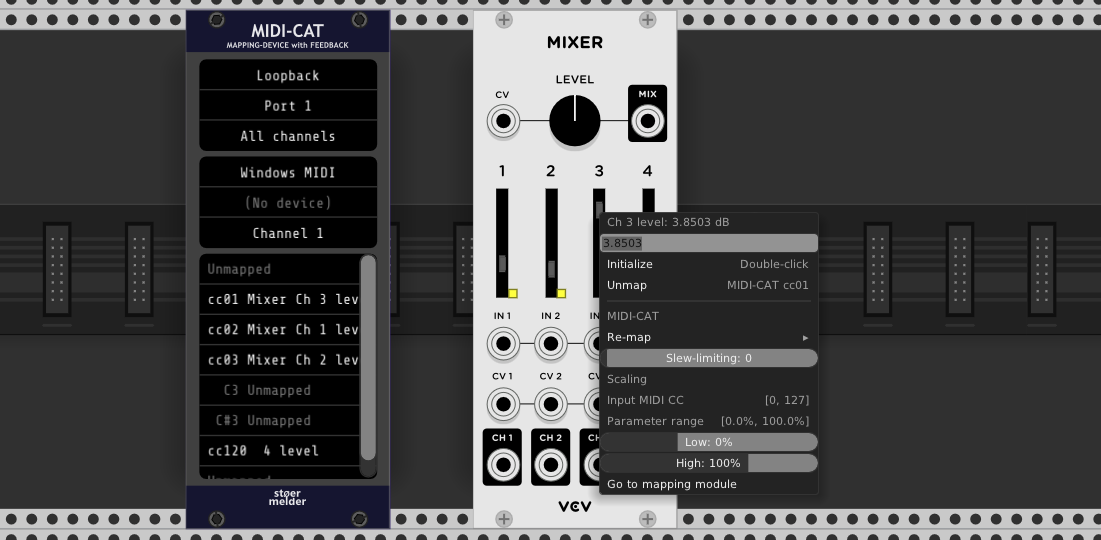 MIDI-CAT
MAPPING-DEVICE with FEEDBACK
Loopback
Port 1
All channels
Windows MIDI
(No device)
Channel 1
Unmapped
cc01 Mixer Ch 3 lev
cc02 Mixer Ch 1 lev
cc03 Mixer Ch 2 lev
C3 Unmapped
C#3 Unmapped
cc120 4 level
Unmapped
støer
melder
MIXER
LEVEL
CV
MIX
1 2 3 4
IN 1 IN 2 IN
CV 1 CV 2 CV
CH 1 CH 2 CH
VCV
Ch 3 level: 3.8503 dB
3.8503
Initialize Double-click
Unmap MIDI-CAT cc01
MIDI-CAT
Re-map
Slew-limiting: 0
Scaling
Input MIDI CC [0, 127]
Parameter range [0.0%, 100.0%]
Low: 0%
High: 100%
Go to mapping module